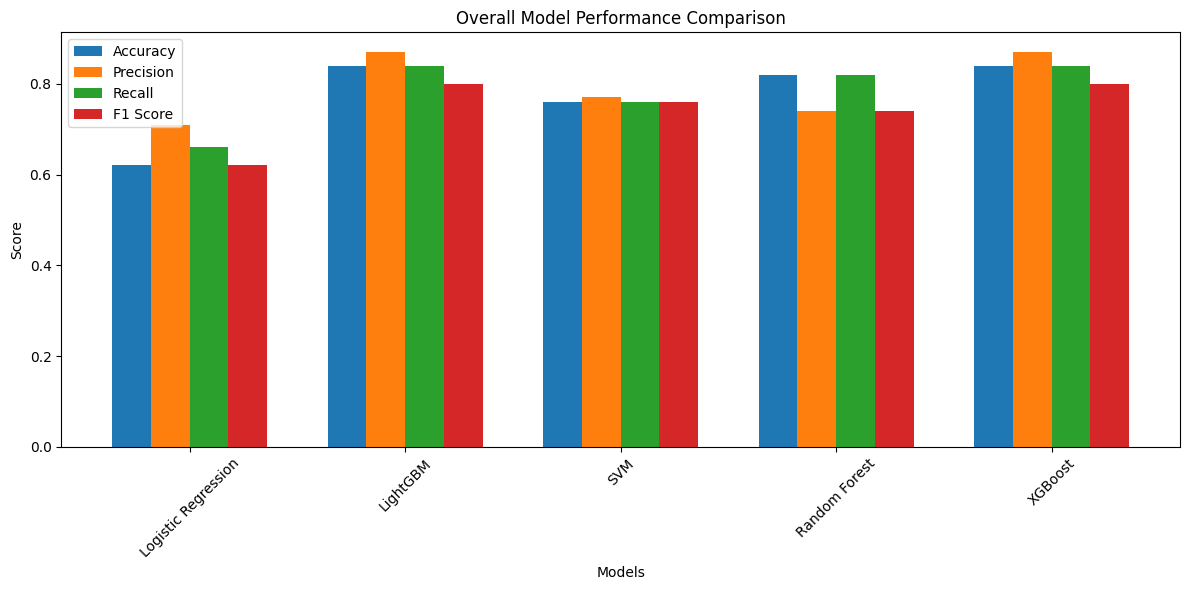 Overall Model Performance Comparison
Accuracy
Precision
Recall
F1 Score
Score
0.8
0.6
0.4
0.2
0.0
Logistic Regression
LightGBM
SVM
Random Forest
XGBoost
Models